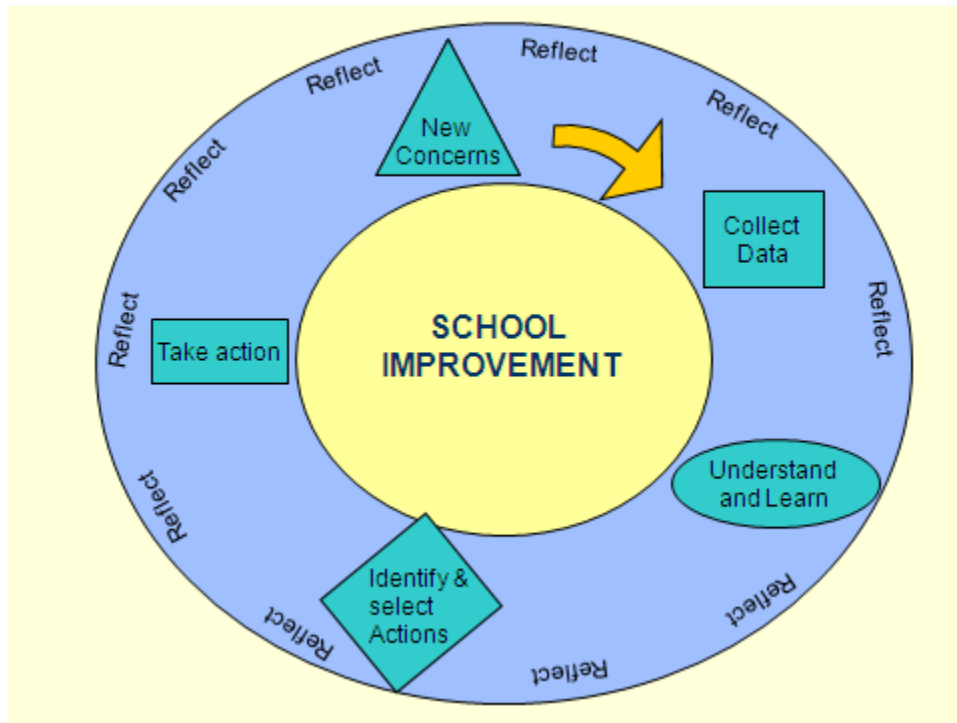 Reflect
Reflect
Reflect
Reflect
Reflect
Reflect
Reflect
Reflect
Reflect
Reflect
New
Concerns
Collect
Data
Understand
and Learn
Identify &
select
Actions
Take action
SCHOOL
IMPROVEMENT